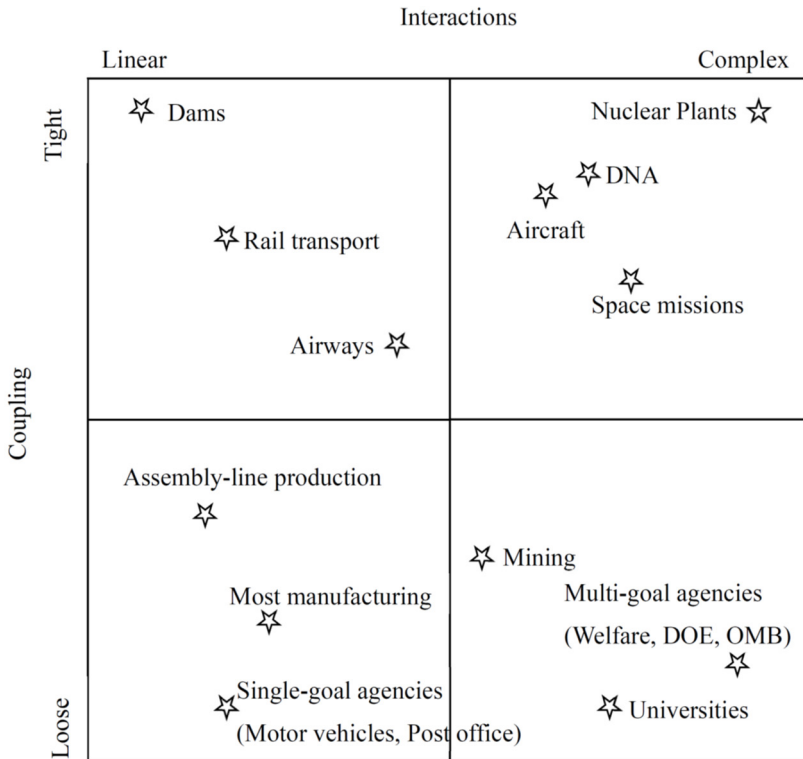 Interactions
Linear
Complex
Tight
Coupling
Loose
Dams
Nuclear Plants
DNA
Aircraft
Rail transport
Space missions
Airways
Assembly-line production
Mining
Most manufacturing
Multi-goal agencies
(Welfare, DOE, OMB)
Single-goal agencies
(Motor vehicles, Post office)
Universities